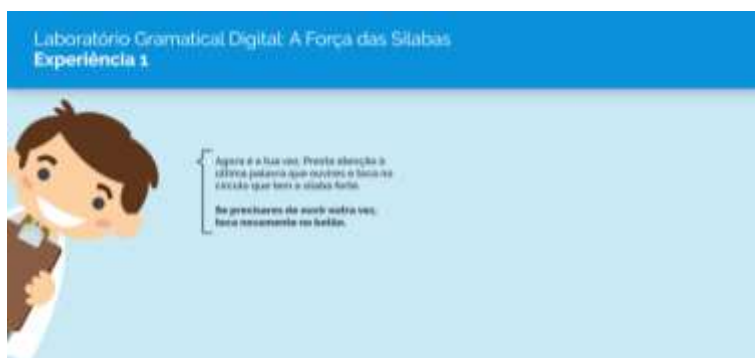 Laboratório Gramatical Digital: A Força das Sílabas
Experiência 1
Agora é a tua vez. Presta atenção à
última palavra que ouvires e toca no
círculo que tem a sílaba forte.
Se precisares de ouvir outra vez,
toca novamente no botão.